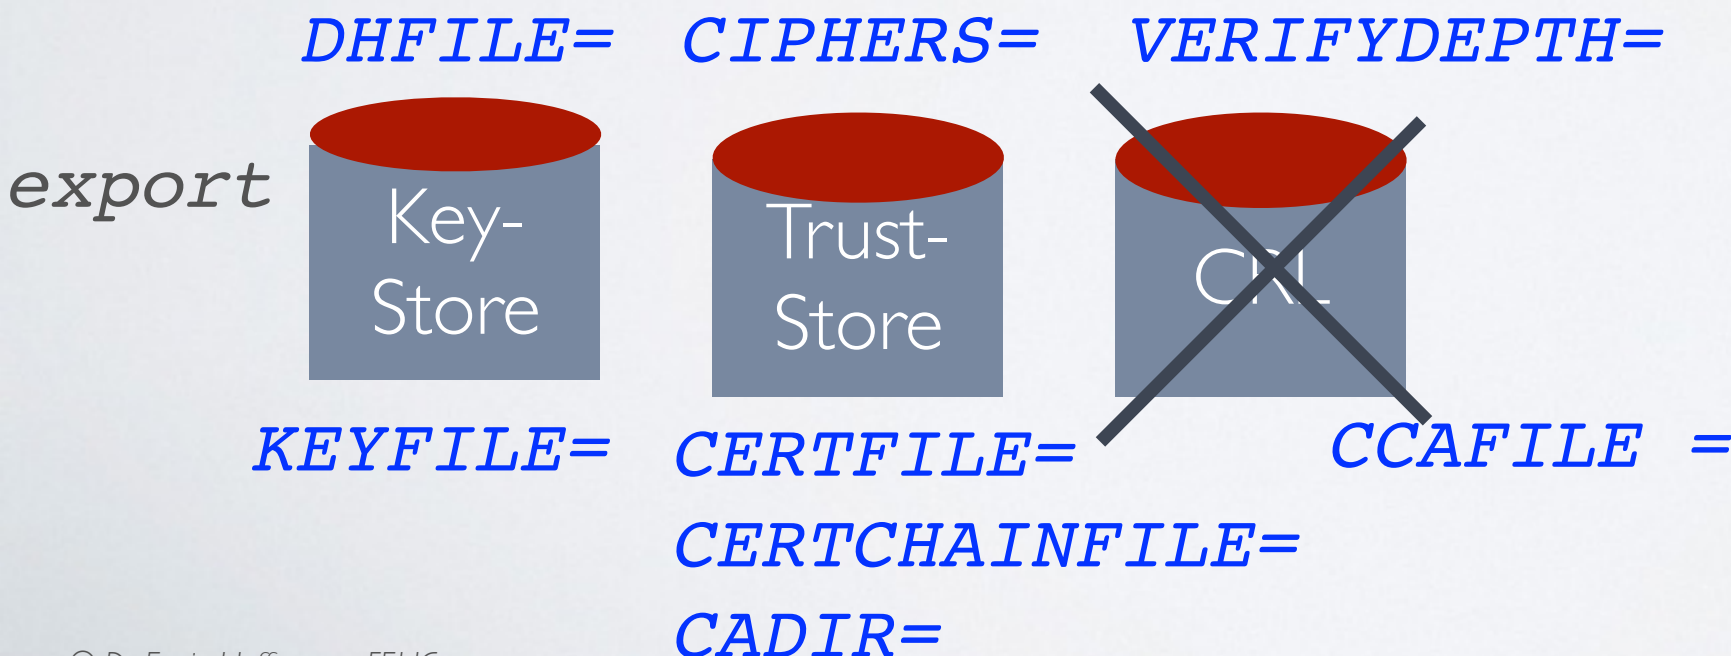 DHFILE= CIPHERS= VERIFYDEPTH=
export
Key-
Store
Trust-
Store
CRL
KEYFILE= CERTFILE= CCAFILE =
CERTCHAINFILE=
CADIR=